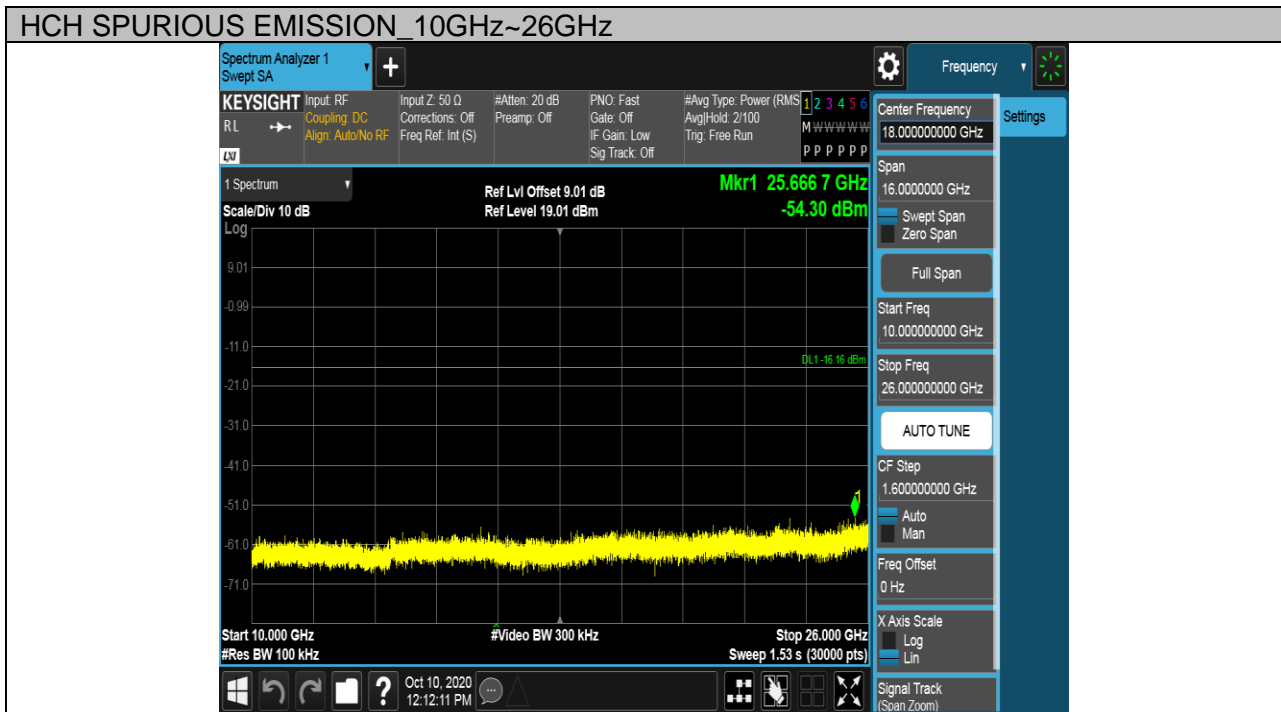 HCH SPURIOUS EMISSION_10GHz~26GHz
Spectrum Analyzer 1
Swept SA
+
Frequency
KEYSIGHT
RL
LXI
Input: RF
Coupling: DC
Align: Auto/No RF
Input Z: 50 Ω
Corrections: Off
Freq Ref: Int (S)
#Atten: 20 dB
Preamp: Off
PNO: Fast
Gate: Off
IF Gain: Low
Sig Track: Off
#Avg Type: Power (RMS
Avg|Hold: 2/100
Trig: Free Run
1 2 3 4 5 6
M W W W W W
P P P P P P
1 Spectrum
Scale/Div 10 dB
Ref Lvl Offset 9.01 dB
Ref Level 19.01 dBm
Mkr1 25.666 7 GHz
-54.30 dBm
Log
9.01
-0.99
-11.0
DL1 -16.16 dBm
-21.0
-31.0
-41.0
-51.0
1
-61.0
-71.0
Start 10.000 GHz
#Res BW 100 kHz
#Video BW 300 kHz
Stop 26.000 GHz
Sweep 1.53 s (30000 pts)
Center Frequency
18.000000000 GHz
Settings
Span
16.0000000 GHz
Swept Span
Zero Span
Full Span
Start Freq
10.000000000 GHz
Stop Freq
26.000000000 GHz
AUTO TUNE
CF Step
1.600000000 GHz
Auto
Man
Freq Offset
0 Hz
X Axis Scale
Log
Lin
Signal Track
(Span Zoom)
?
Oct 10, 2020
12:12:11 PM